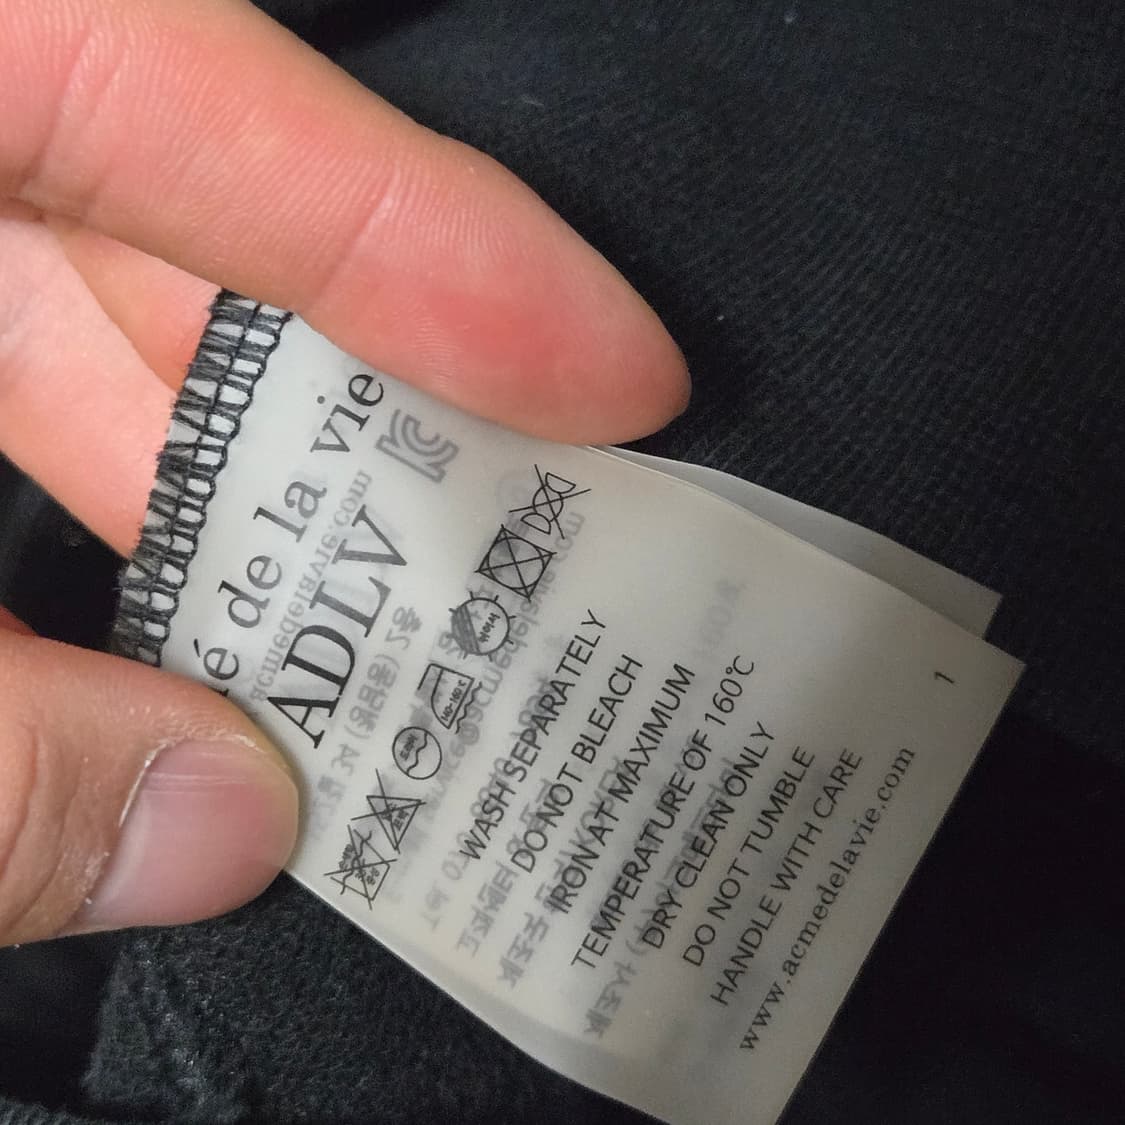 é de la vie
ADLV
WASH SEPARATELY
DO NOT BLEACH
IRON AT MAXIMUM
TEMPERATURE OF 160℃
DRY CLEAN ONLY
DO NOT TUMBLE
HANDLE WITH CARE
www.acmedelavie.com
1